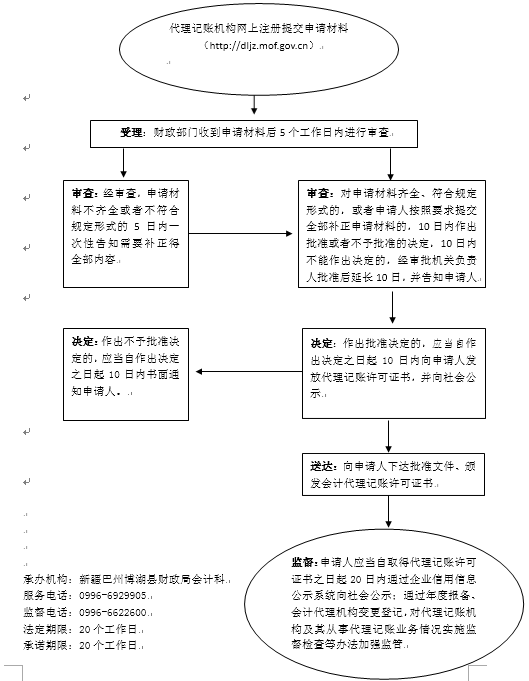 代理记账机构网上注册提交申请材料
（http://dljz.mof.gov.cn）
受理：财政部门收到申请材料后5个工作日内进行审查
审查：经审查，申请材
料不齐全或者不符合
规定形式的 5 日内一
次性告知需要补正得
全部内容。
审查：对申请材料齐全、符合规定
形式的，或者申请人按照要求提交
全部补正申请材料的，10日内作出
批准或者不予批准的决定，10日内
不能作出决定的，经审批机关负责
人批准后延长10日，并告知申请人
决定：作出不予批准决
定的，应当自作出决定
之日起 10 日内书面通
知申请人。
决定：作出批准决定的，应当自作
出决定之日起 10 日内向申请人发
放代理记账许可证书，并向社会公
示。
送达：向申请人下达批准文件、颁
发会计代理记账许可证书。
监督：申请人应当自取得代理记账许可
证书之日起20日内通过企业信用信息
公示系统向社会公示；通过年度报备、
会计代理机构变更登记，对代理记账机
构及其从事代理记账业务情况实施监
督检查等办法加强监管
承办机构：新疆巴州博湖县财政局会计科
服务电话：0996-6929905
监督电话：0996-6622600
法定期限：20个工作日
承诺期限：20个工作日